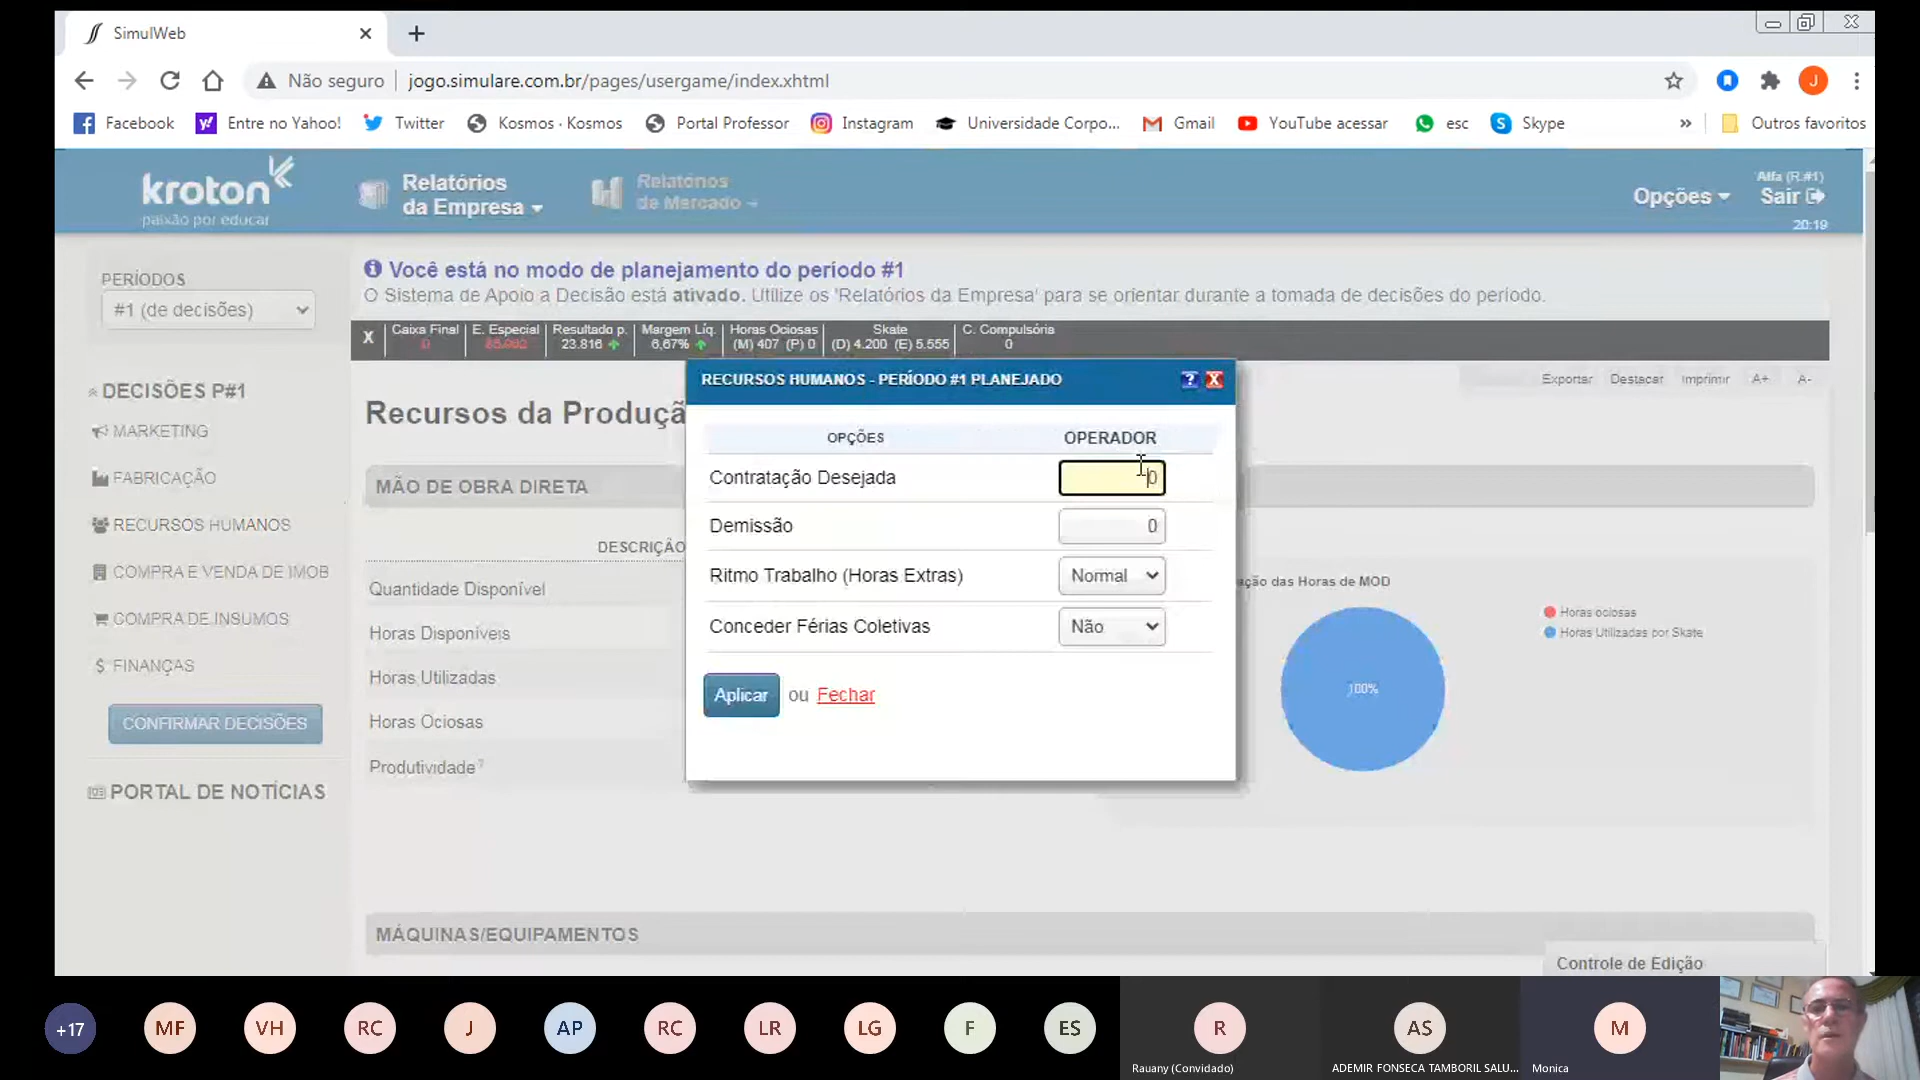 SimulWeb
Não seguro
jogo.simulare.com.br/pages/usergame/index.xhtml
J
Facebook
Entre no Yahoo!
Twitter
Kosmos · Kosmos
Portal Professor
Instagram
Universidade Corpo...
Gmail
YouTube acessar
esc
Skype
»
Outros favoritos
kroton
paixão por educar
Relatórios
da Empresa
Relatórios
de Mercado
Opções
Alfa (R.#1)
Sair
20:19
PERÍODOS
#1 (de decisões)
Você está no modo de planejamento do período #1
O Sistema de Apoio a Decisão está ativado. Utilize os 'Relatórios da Empresa' para se orientar durante a tomada de decisões do período.
X
Caixa Final
0
E. Especial
Resultado p.
23.816
Margem Líq.
6,67%
Horas Ociosas
(M) 407 (P) 0
Skate
(D) 4.200 (E) 5.555
C. Compulsória
0
DECISÕES P#1
MARKETING
FABRICAÇÃO
RECURSOS HUMANOS
COMPRA E VENDA DE IMOB
COMPRA DE INSUMOS
$ FINANÇAS
CONFIRMAR DECISÕES
PORTAL DE NOTÍCIAS
Exportar
Destacar
Imprimir
A+
A-
Recursos da Produçã
MÃO DE OBRA DIRETA
DESCRIÇÃO
Quantidade Disponível
Horas Disponíveis
Horas Utilizadas
Horas Ociosas
Produtividade?
RECURSOS HUMANOS - PERÍODO #1 PLANEJADO
?
X
OPÇÕES
OPERADOR
Contratação Desejada
0
Demissão
0
Ritmo Trabalho (Horas Extras)
Normal
Conceder Férias Coletivas
Não
Aplicar
ou
Fechar
ação das Horas de MOD
Horas ociosas
Horas Utilizadas por Skate
100%
MÁQUINAS/EQUIPAMENTOS
Controle de Edição
+17
MF
VH
RC
J
AP
RC
LR
LG
F
ES
R
AS
M
Rauany (Convidado)
ADEMIR FONSECA TAMBORIL SALU...
Monica